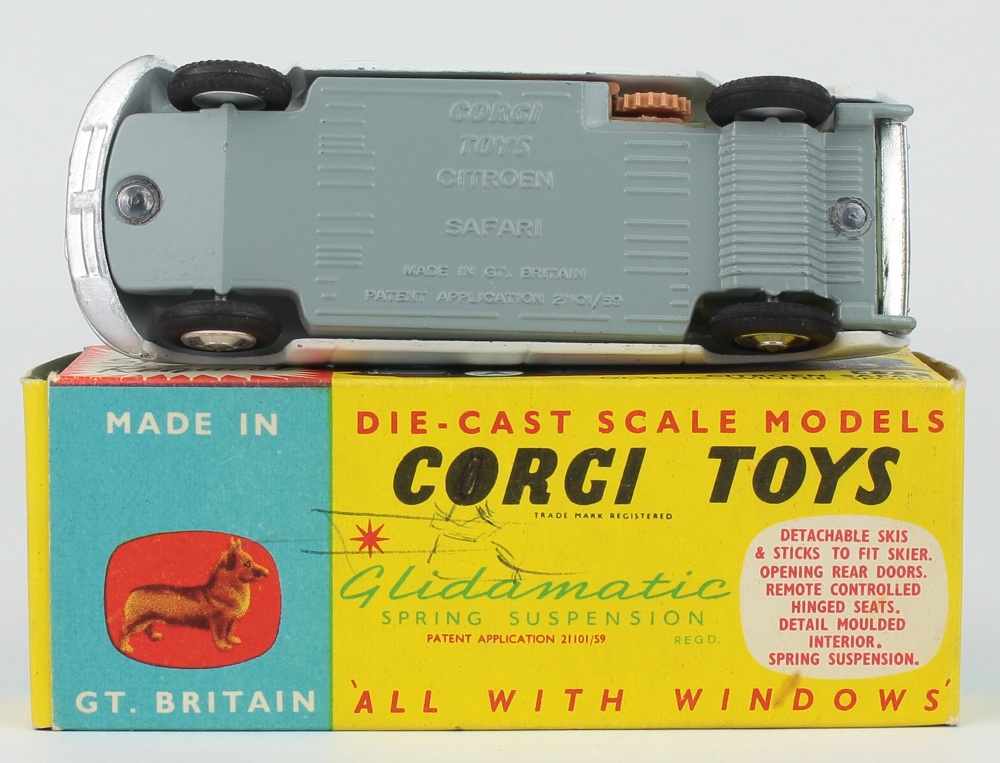 CORGI
TOYS
CITROEN
SAFARI
MADE IN GT. BRITAIN
PATENT APPLICATION 21101/59
MADE IN
GT. BRITAIN
DIE-CAST SCALE MODELS
CORGI TOYS
TRADE MARK REGISTERED
Glidamatic
SPRING SUSPENSION
PATENT APPLICATION 21101/59
REGD.
DETACHABLE SKIS
& STICKS TO FIT SKIER.
OPENING REAR DOORS.
REMOTE CONTROLLED
HINGED SEATS.
DETAIL MOULDED
INTERIOR.
SPRING SUSPENSION.
'ALL WITH WINDOWS'